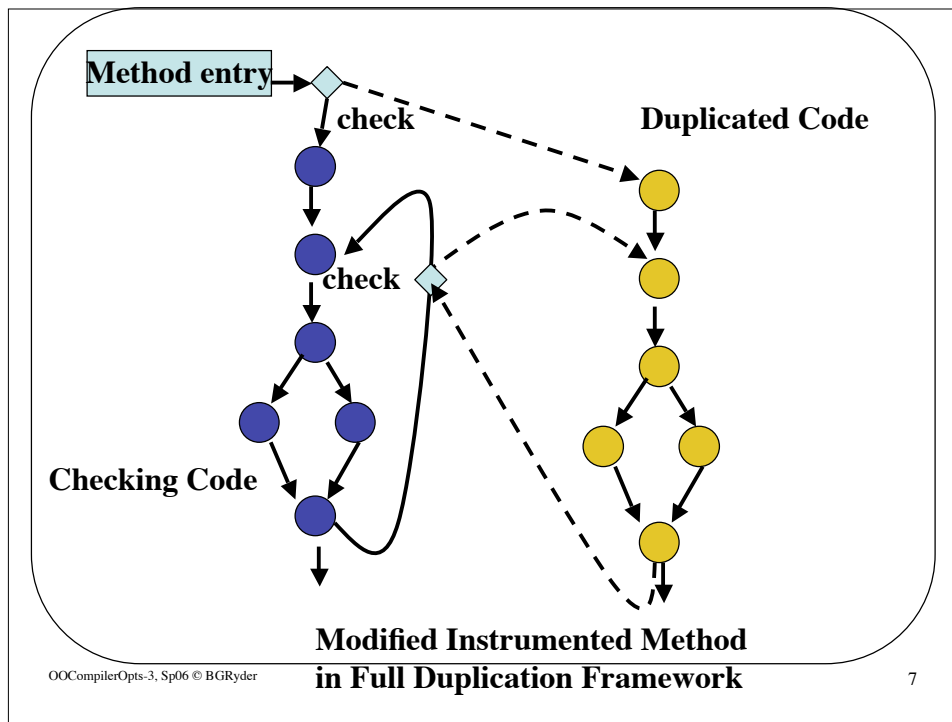 Method entry
check
Duplicated Code
check
Checking Code
Modified Instrumented Method
in Full Duplication Framework
OOCompilerOpts-3, Sp06 © BGRyder
7